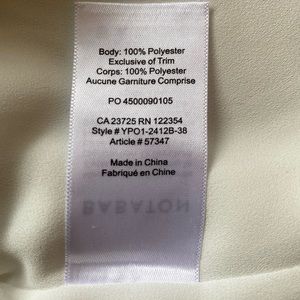 Body: 100% Polyester
Exclusive of Trim
Corps: 100% Polyester
Aucune Garniture Comprise
PO 4500090105
CA 23725 RN 122354
Style # YPO1-2412B-38
Article # 57347
Made in China
Fabriqué en Chine
BABATON